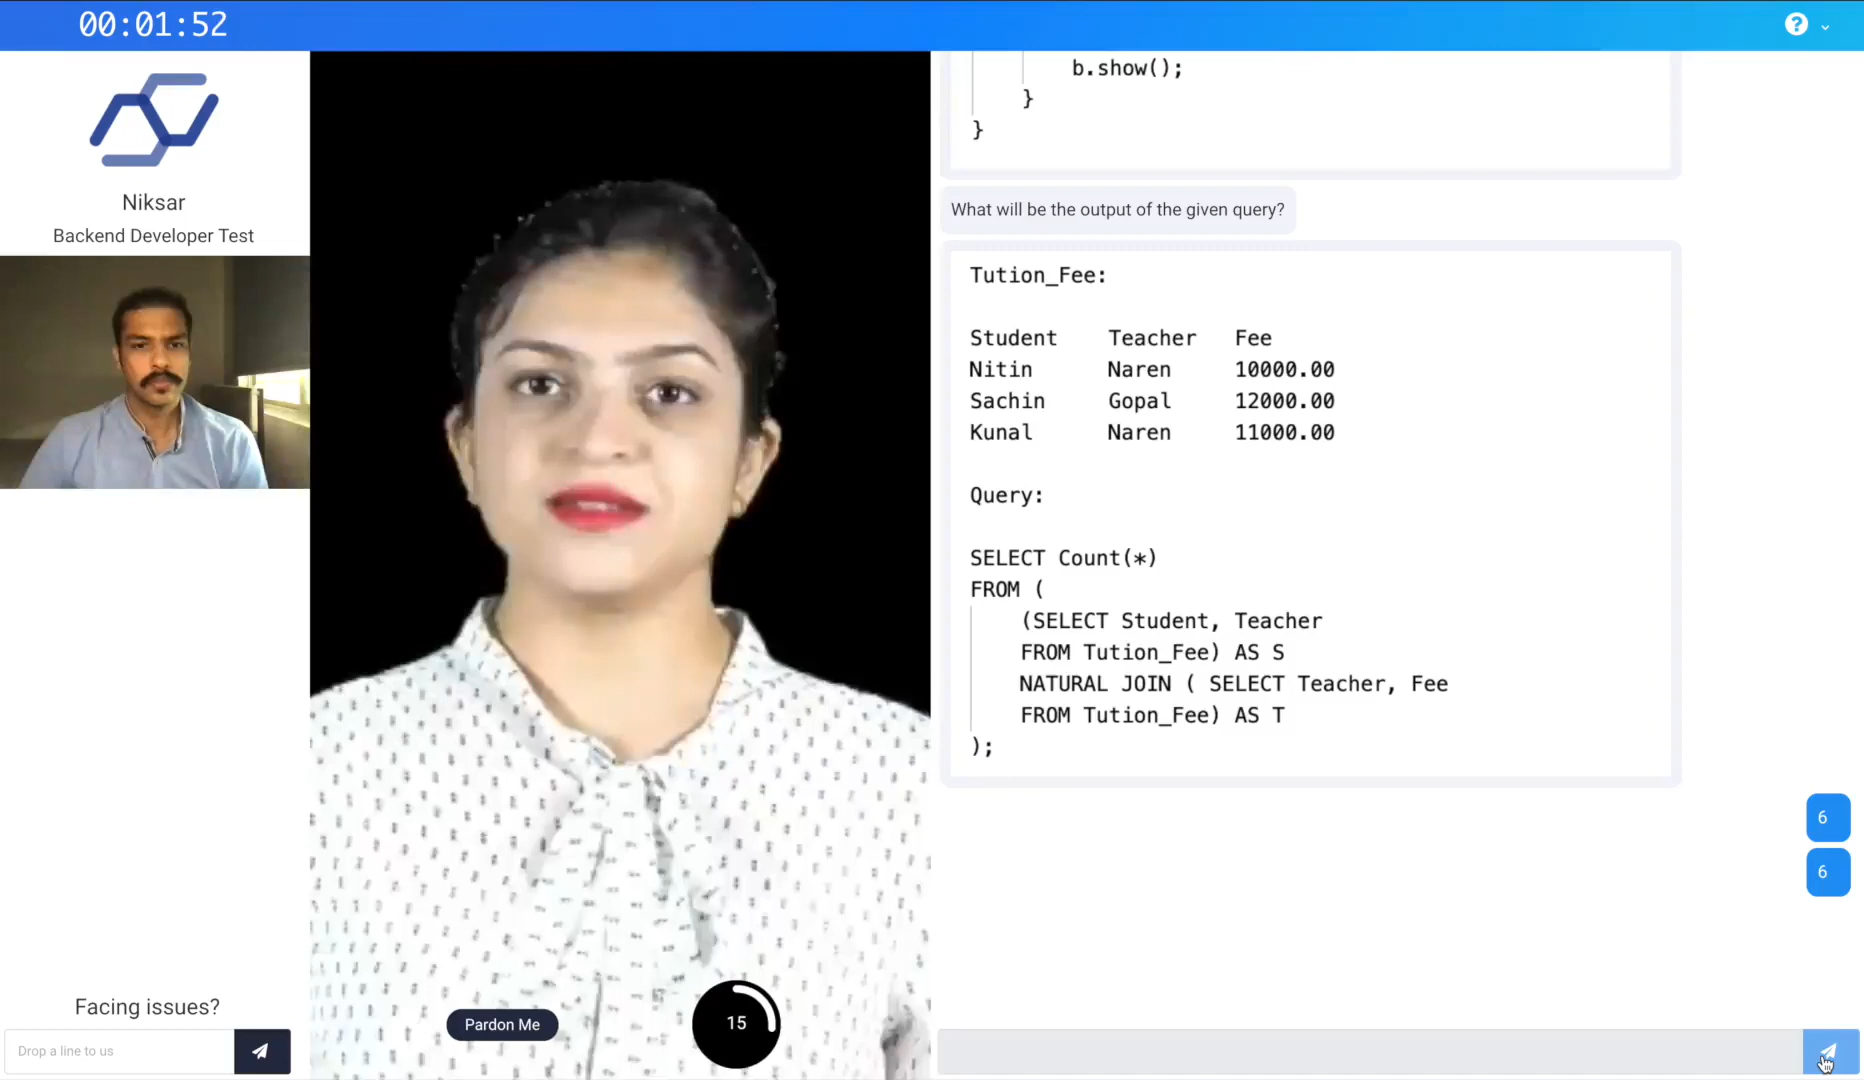 00:01:52
?
Niksar
Backend Developer Test
b.show();
}
}
What will be the output of the given query?
Tution_Fee:
Student Teacher Fee
Nitin Naren 10000.00
Sachin Gopal 12000.00
Kunal Naren 11000.00
Query:
SELECT Count(*)
FROM (
(SELECT Student, Teacher
FROM Tution_Fee) AS S
NATURAL JOIN ( SELECT Teacher, Fee
FROM Tution_Fee) AS T
);
6
6
Facing issues?
Drop a line to us
Pardon Me
15